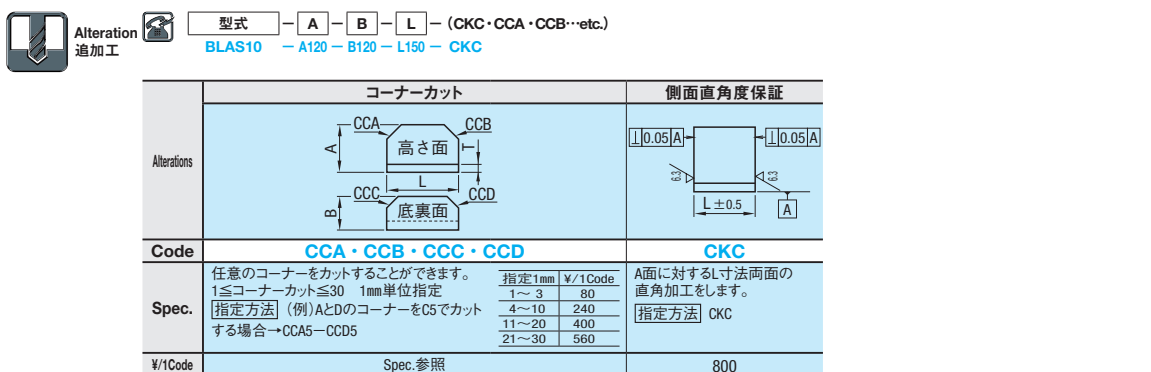 Alteration
追加工
型式 － A － B － L －（CKC・CCA・CCB…etc.）
BLAS10 － A120 － B120 － L150 － CKC
コーナーカット
側面直角度保証
Alterations
CCA
CCB
A
高さ面
T
L
CCC
CCD
B
底裏面
⊥0.05A
⊥0.05A
6.3
6.3
L±0.5
A
Code
CCA・CCB・CCC・CCD
CKC
Spec.
任意のコーナーをカットすることができます。
1≦コーナーカット≦30　1mm単位指定
指定方法 (例)AとDのコーナーをC5でカット
する場合→CCA5－CCD5
指定1mm ¥/1Code
1～3 80
4～10 240
11～20 400
21～30 560
A面に対するL寸法両面の
直角加工をします。
指定方法 CKC
¥/1Code
Spec.参照
800